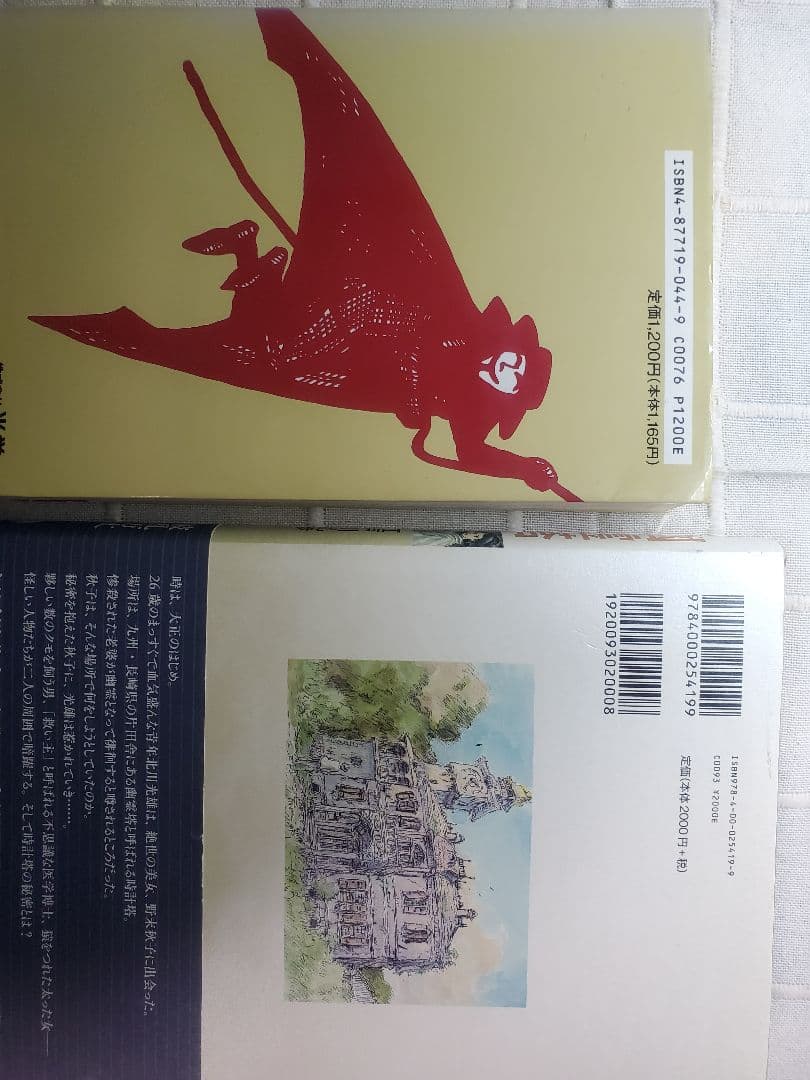 ISBN4-87719-044-9 C0076 P1200E
定価1,200円(本体1,165円)
9784000254199
1920093020008
ISBN978-4-00-025419-9
C0093 ¥2000E
定価(本体2000円+税)
時は、大正のはじめ。
26歳のまっすぐで血気盛んな青年北川光雄は、絶世の美女、野末秋子に出会った。
場所は、九州・長崎県の片田舎にある幽霊塔と呼ばれる時計塔。
惨殺された老婆が幽霊となって徘徊すると噂されるところだった。
秋子は、そんな場所で何をしようとしていたのか。
秘密を抱えた秋子に、光雄は惹かれていき……。
夥しい数のクモを飼う男、「救い主」と呼ばれる不思議な医学博士、猿をつれた太った女――
怪しい人物たちが二人の周囲で暗躍する。そして時計塔の秘密とは?